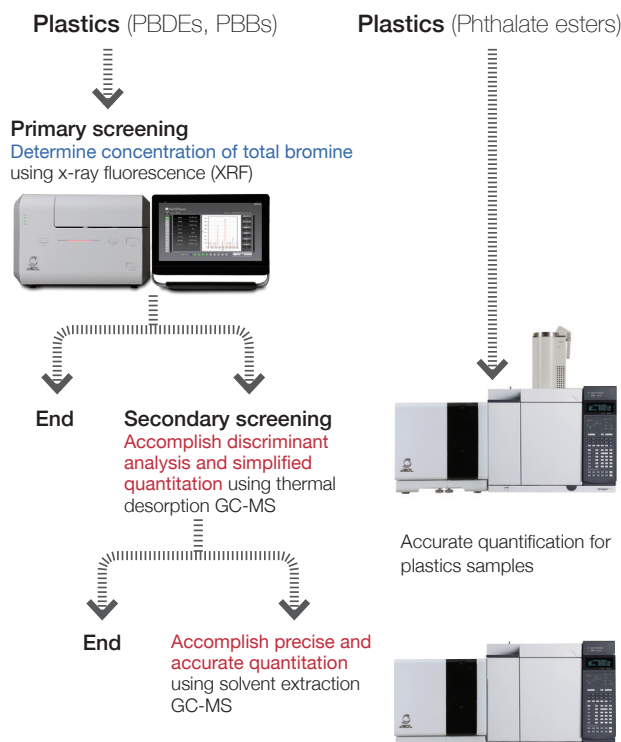 Plastics (PBDEs, PBBs)
Plastics (Phthalate esters)
Primary screening
Determine concentration of total bromine
using x-ray fluorescence (XRF)
End
Secondary screening
Accomplish discriminant
analysis and simplified
quantitation using thermal
desorption GC-MS
Accurate quantification for
plastics samples
End
Accomplish precise and
accurate quantitation
using solvent extraction
GC-MS